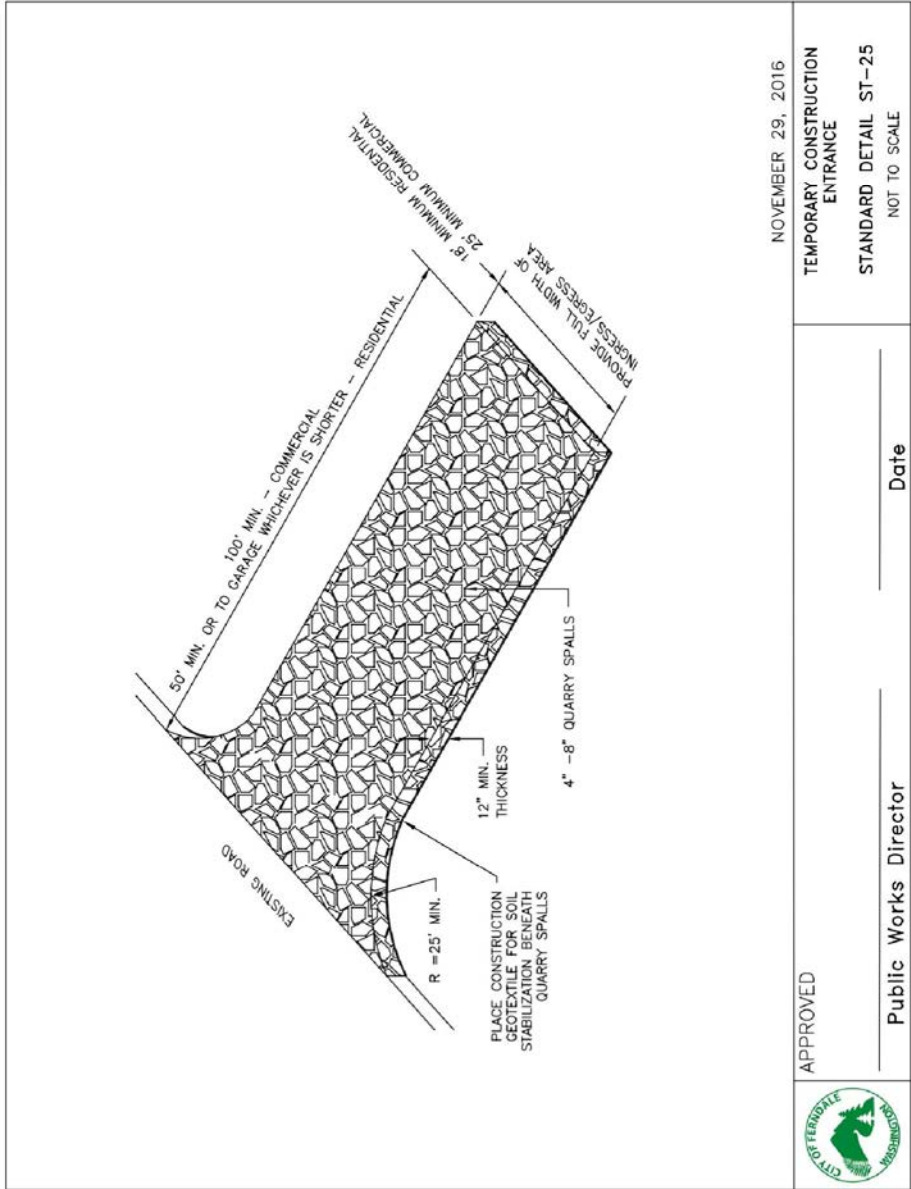 50' MIN. OR TO GARAGE WHICHEVER IS SHORTER - RESIDENTIAL
100' MIN. - COMMERCIAL
18' MINIMUM RESIDENTIAL
25' MINIMUM COMMERCIAL
PROVIDE FULL WIDTH OF
INGRESS/EGRESS AREA
EXISTING ROAD
R =25' MIN.
12" MIN.
THICKNESS
PLACE CONSTRUCTION
GEOTEXTILE FOR SOIL
STABILIZATION BENEATH
QUARRY SPALLS
4" -8" QUARRY SPALLS
NOVEMBER 29, 2016
CITY OF FERNDALE
WASHINGTON
APPROVED
Public Works Director
Date
TEMPORARY CONSTRUCTION
ENTRANCE
STANDARD DETAIL ST-25
NOT TO SCALE